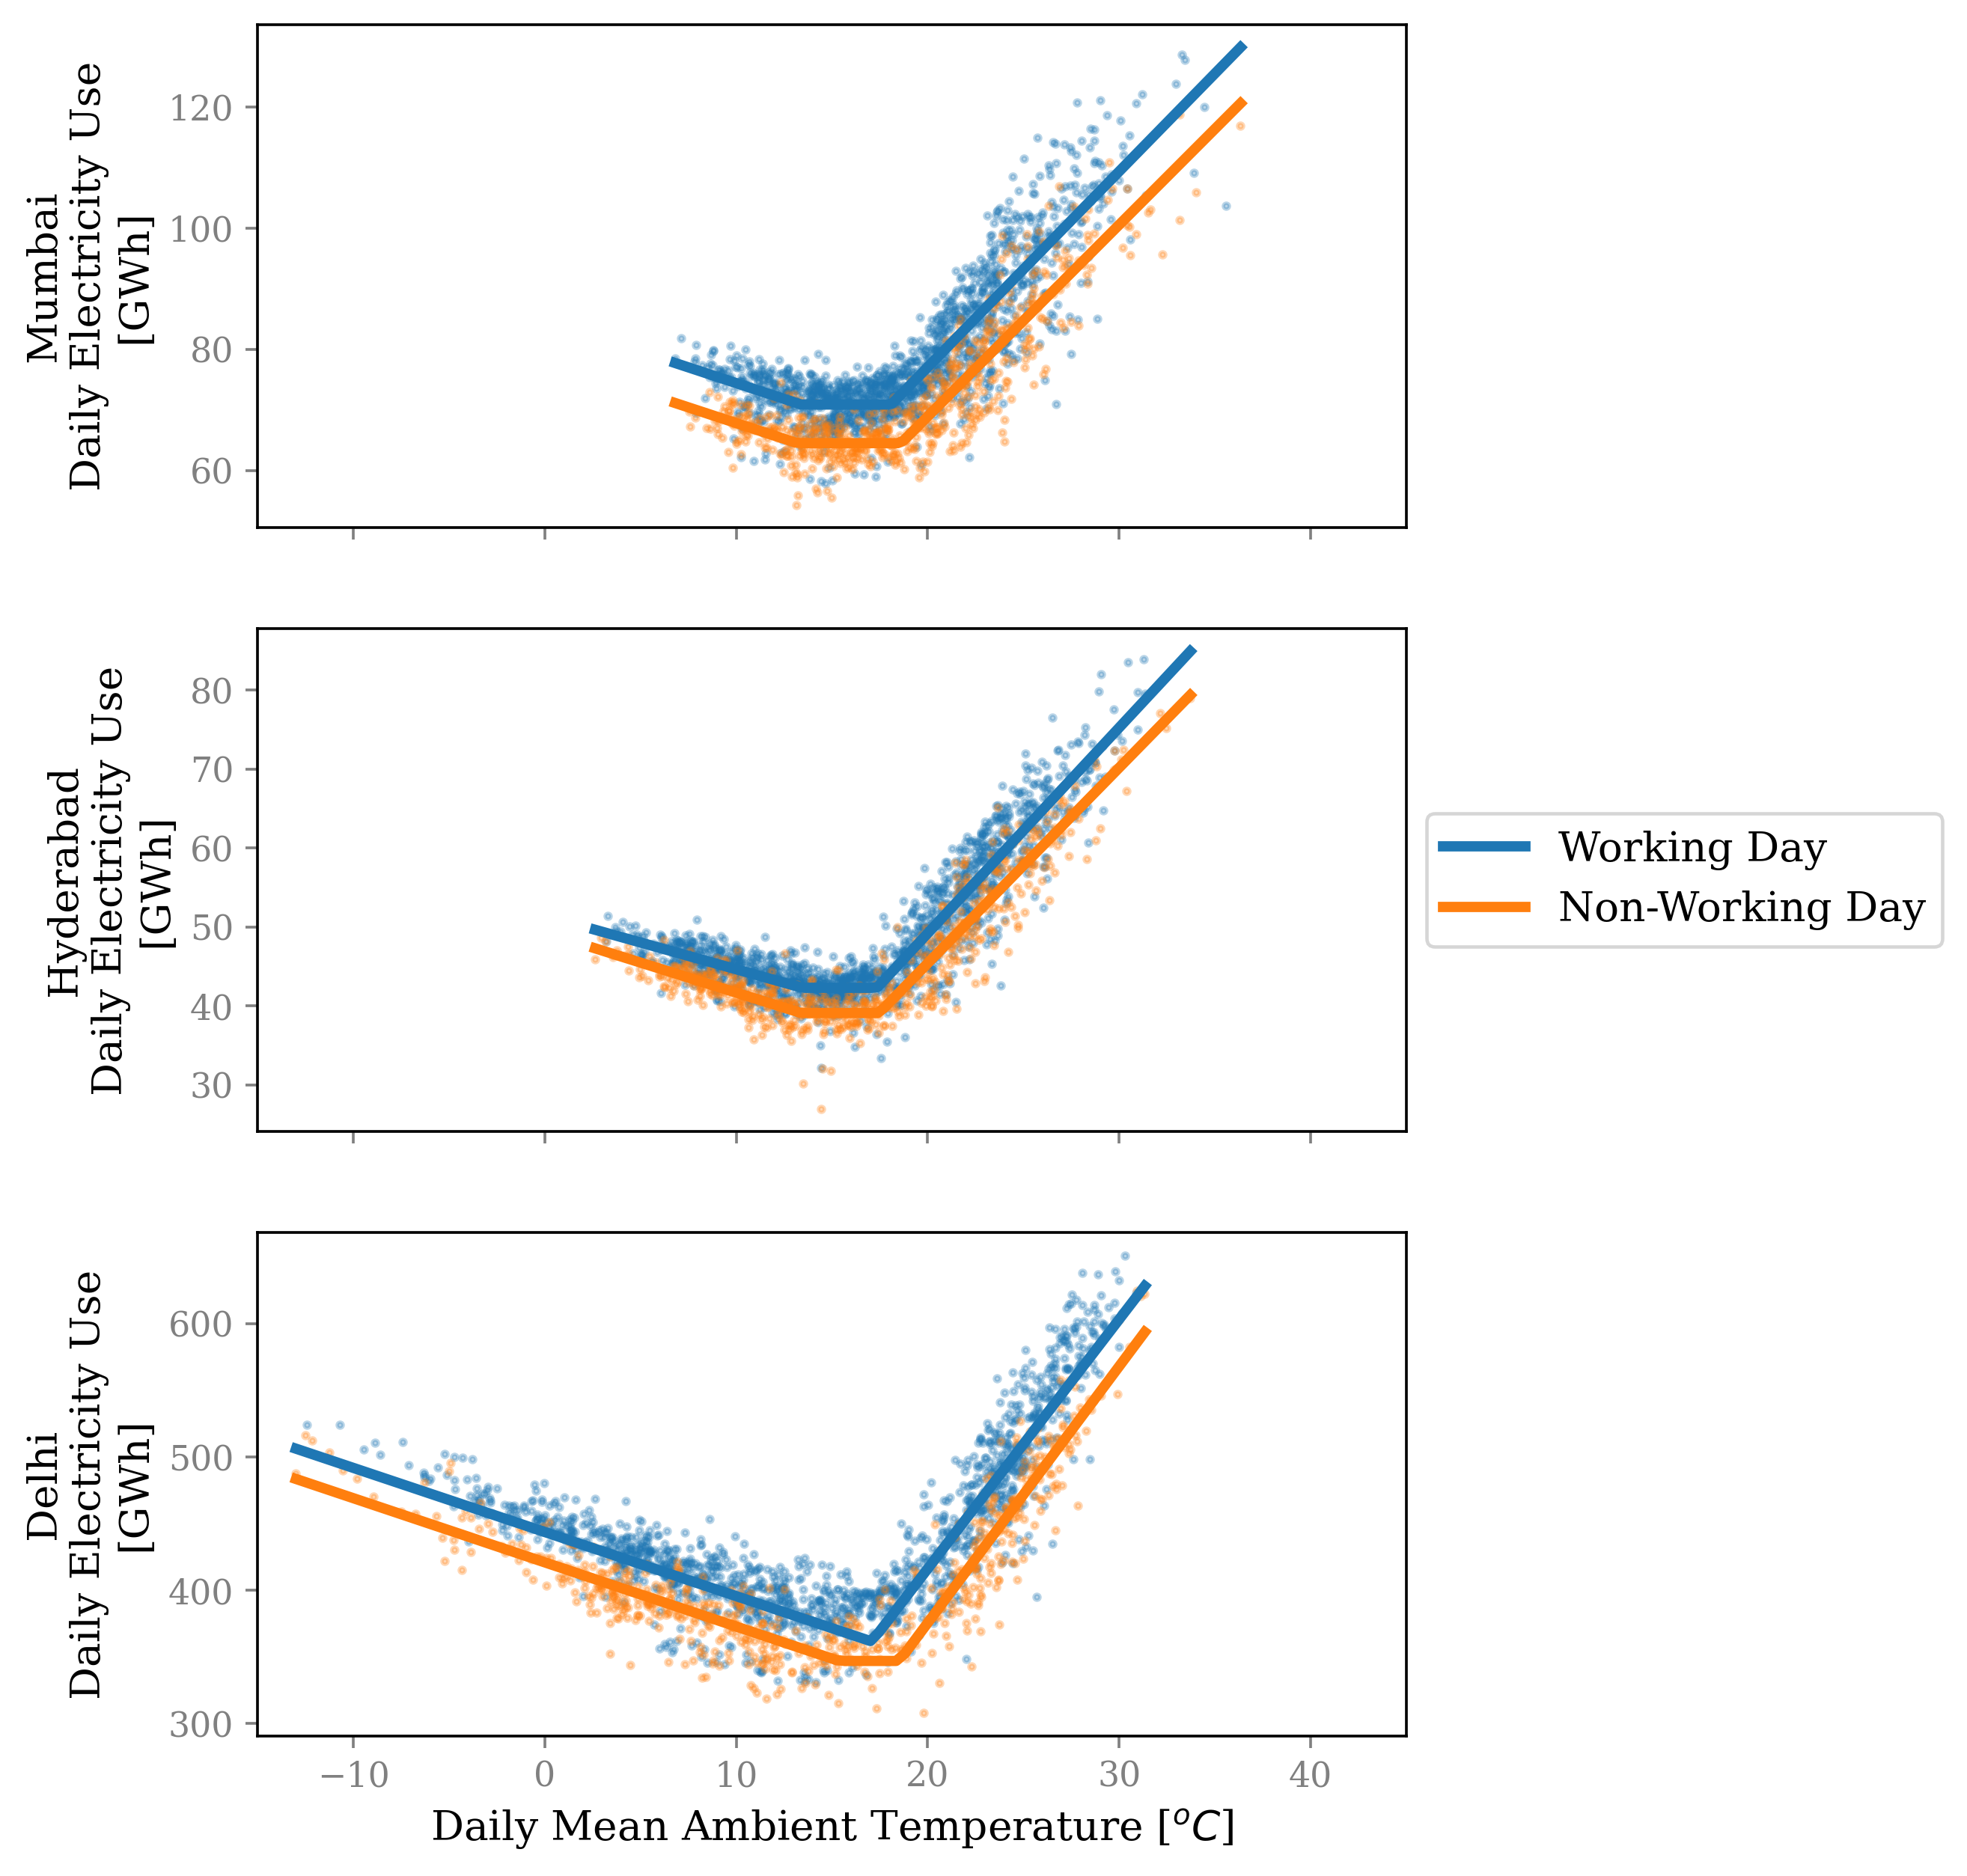 Mumbai
Daily Electricity Use
[GWh]
120
100
80
60
Hyderabad
Daily Electricity Use
[GWh]
80
70
60
50
40
30
Working Day
Non-Working Day
Delhi
Daily Electricity Use
[GWh]
600
500
400
300
−10 0 10 20 30 40
Daily Mean Ambient Temperature [°C]